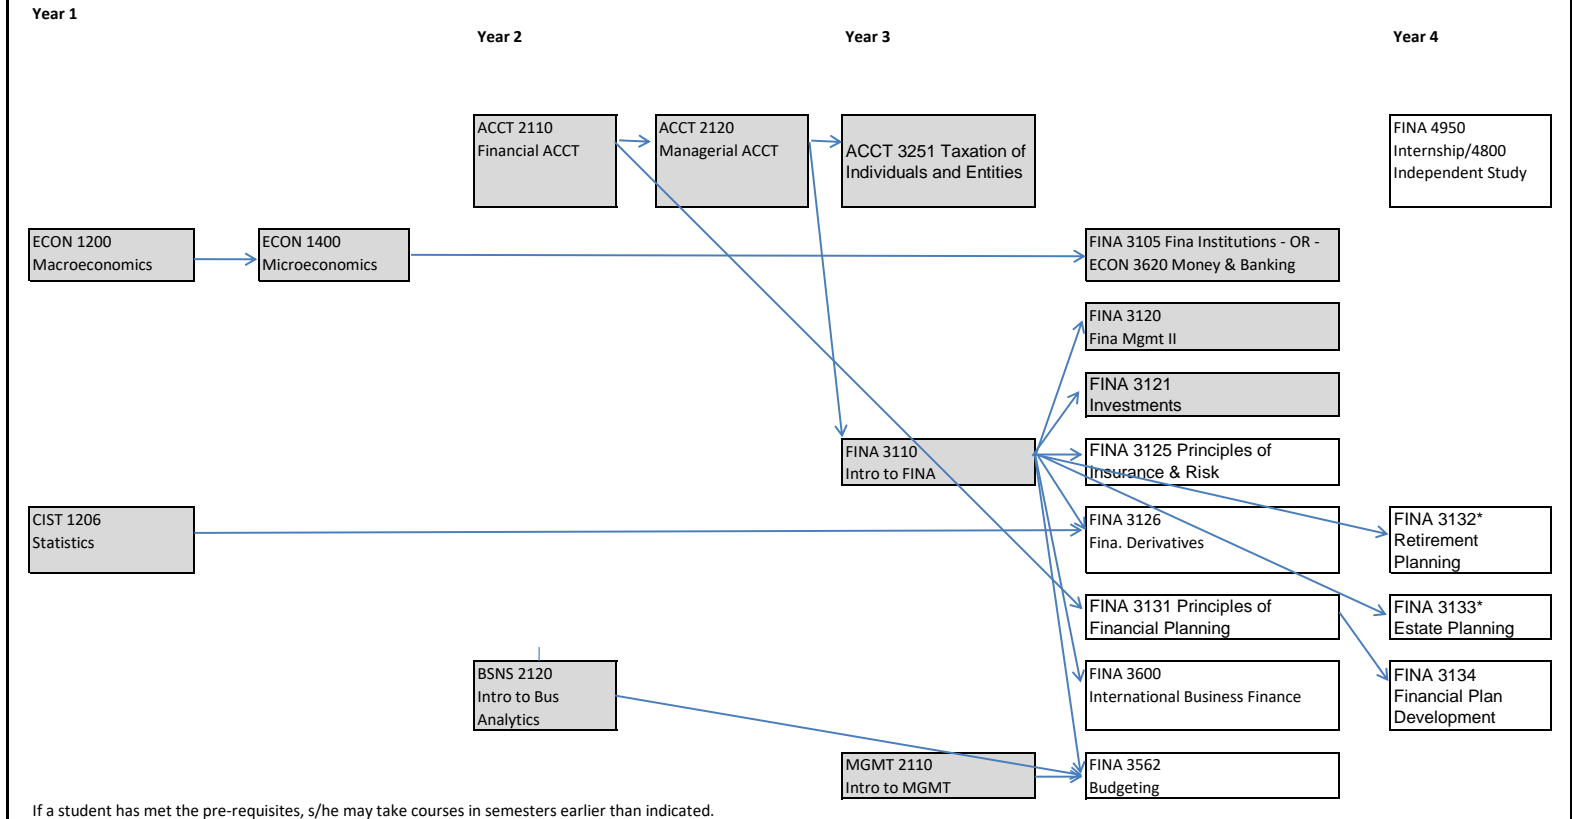 Year 1
Year 2
Year 3
Year 4
ACCT 2110
Financial ACCT
ACCT 2120
Managerial ACCT
ACCT 3251 Taxation of
Individuals and Entities
FINA 4950
Internship/4800
Independent Study
ECON 1200
Macroeconomics
ECON 1400
Microeconomics
FINA 3105 Fina Institutions - OR -
ECON 3620 Money & Banking
FINA 3120
Fina Mgmt II
FINA 3121
Investments
FINA 3110
Intro to FINA
FINA 3125 Principles of
Insurance & Risk
CIST 1206
Statistics
FINA 3126
Fina. Derivatives
FINA 3132*
Retirement
Planning
FINA 3131 Principles of
Financial Planning
FINA 3133*
Estate Planning
BSNS 2120
Intro to Bus
Analytics
FINA 3600
International Business Finance
FINA 3134
Financial Plan
Development
MGMT 2110
Intro to MGMT
FINA 3562
Budgeting
If a student has met the pre-requisites, s/he may take courses in semesters earlier than indicated.